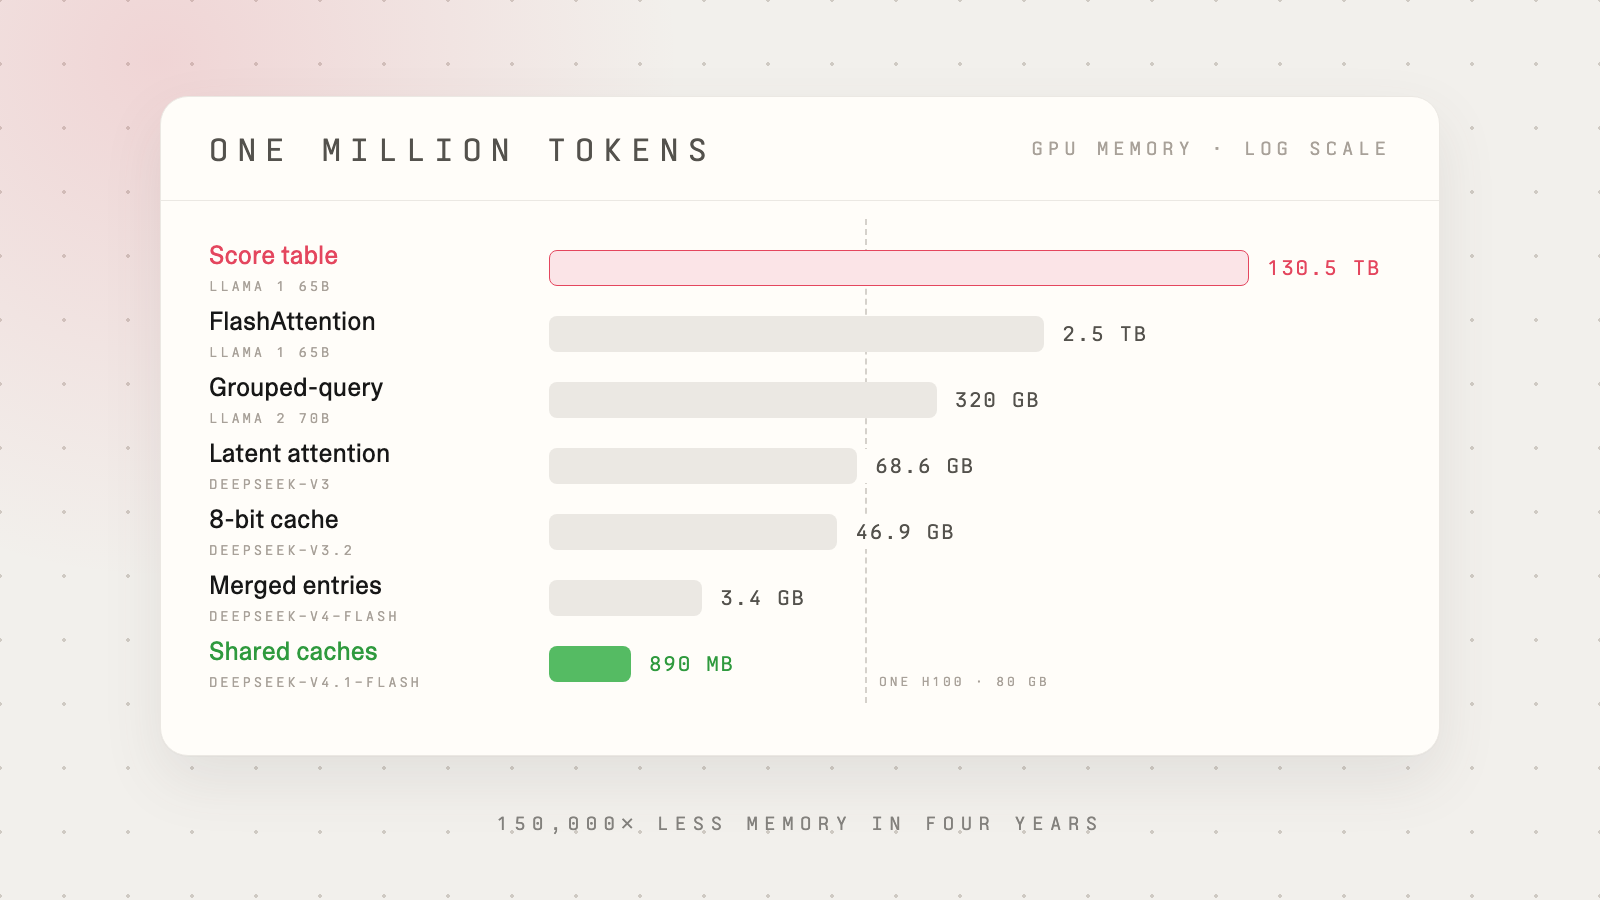 ONE MILLION TOKENS
GPU MEMORY · LOG SCALE
Score table
LLAMA 1 65B
130.5 TB
FlashAttention
LLAMA 1 65B
2.5 TB
Grouped-query
LLAMA 2 70B
320 GB
Latent attention
DEEPSEEK-V3
68.6 GB
8-bit cache
DEEPSEEK-V3.2
46.9 GB
Merged entries
DEEPSEEK-V4-FLASH
3.4 GB
Shared caches
DEEPSEEK-V4.1-FLASH
890 MB
ONE H100 · 80 GB
150,000× LESS MEMORY IN FOUR YEARS